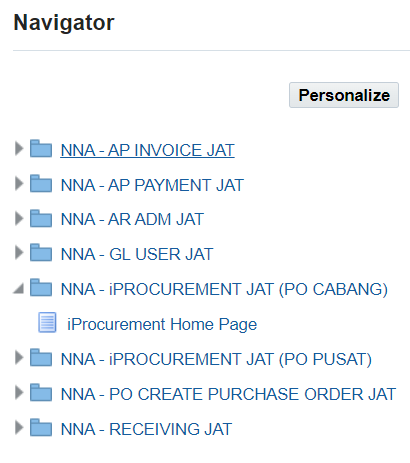 Navigator
Personalize
NNA - AP INVOICE JAT
NNA - AP PAYMENT JAT
NNA - AR ADM JAT
NNA - GL USER JAT
NNA - iPROCUREMENT JAT (PO CABANG)
iProcurement Home Page
NNA - iPROCUREMENT JAT (PO PUSAT)
NNA - PO CREATE PURCHASE ORDER JAT
NNA - RECEIVING JAT